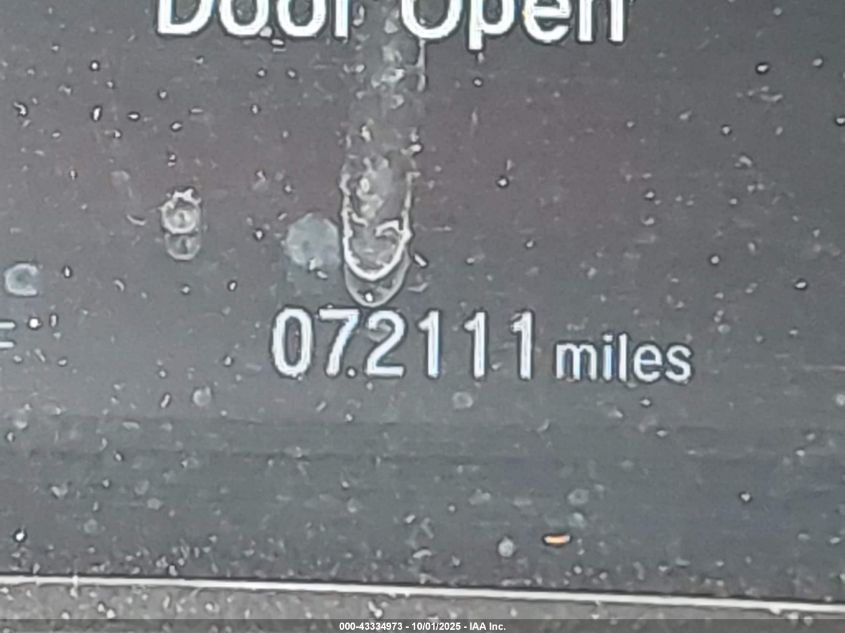 Door Open
072111 miles
000-43334973 - 10/01/2025 - IAA Inc.